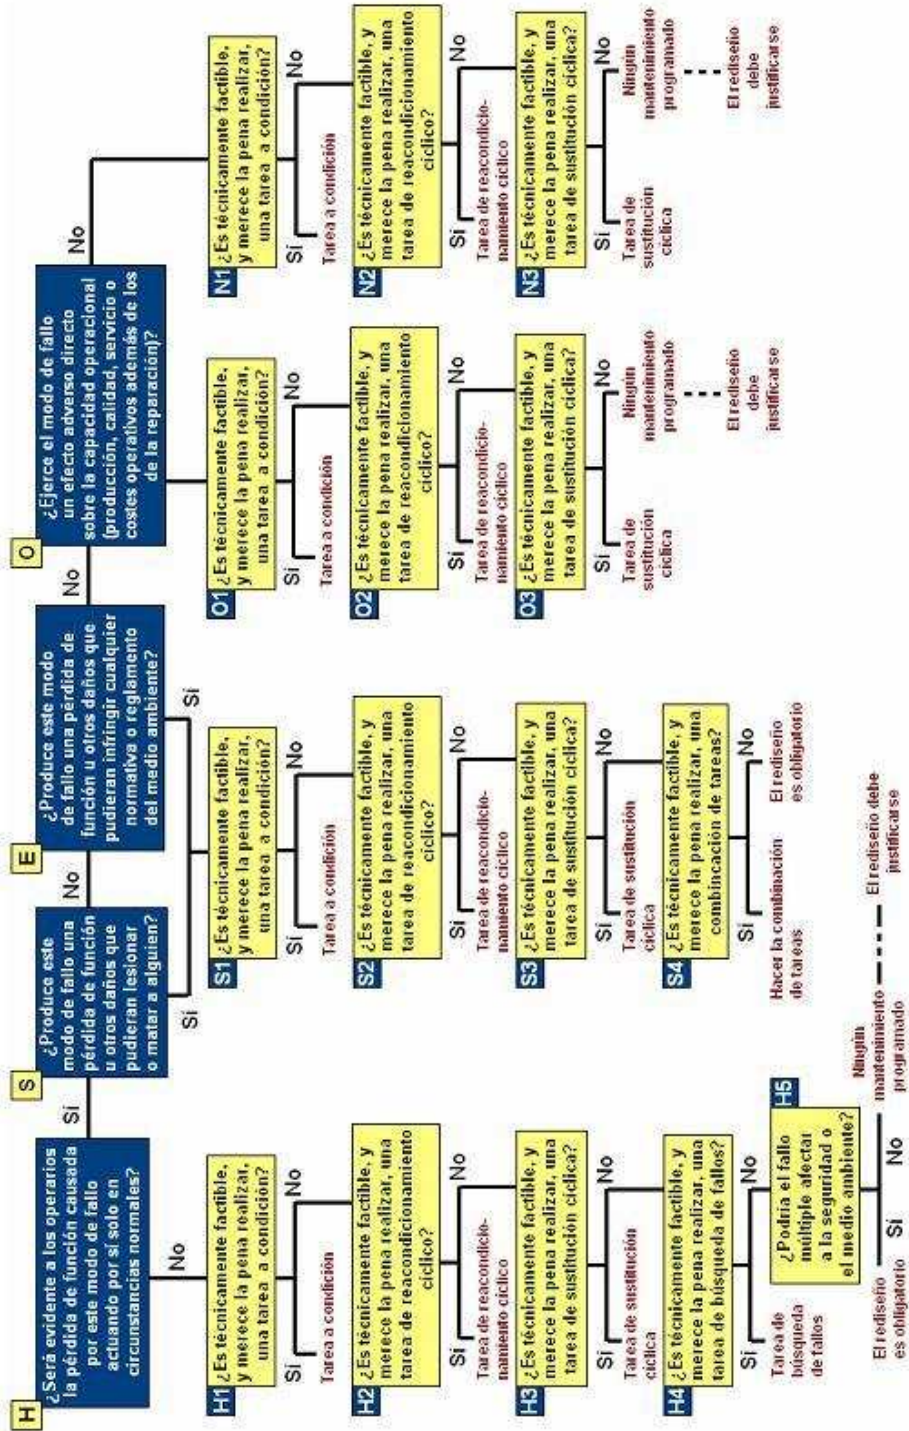 H
¿Será evidente a los operarios
la pérdida de función causada
por este modo de fallo
actuando por sí solo en
circunstancias normales?
Sí
No
S
¿Produce este
modo de fallo una
pérdida de función
u otros daños que
pudieran lesionar
o matar a alguien?
No
Sí
E
¿Produce este modo
de fallo una pérdida de
función u otros daños que
pudieran infringir cualquier
normativa o reglamento
del medio ambiente?
No
Sí
O
¿Ejerce el modo de fallo
un efecto adverso directo
sobre la capacidad operacional
(producción, calidad, servicio o
costes operativos además de los
de la reparación)?
No
H1
¿Es técnicamente factible,
y merece la pena realizar,
una tarea a condición?
Sí
No
Tarea a condición
H2
¿Es técnicamente factible, y
merece la pena realizar, una
tarea de reacondicionamiento
cíclico?
Sí
No
Tarea de reacondicio-
namiento cíclico
H3
¿Es técnicamente factible, y
merece la pena realizar, una
tarea de sustitución cíclica?
Sí
No
Tarea de sustitución
cíclica
H4
¿Es técnicamente factible, y
merece la pena realizar, una
tarea de búsqueda de fallos?
Sí
No
Tarea de
búsqueda
de fallos
H5
¿Podría el fallo
múltiple afectar
a la seguridad o
el medio ambiente?
Sí
No
El rediseño
es obligatorio
Ningún
mantenimiento
programado
El rediseño debe
justificarse
S1
¿Es técnicamente factible,
y merece la pena realizar,
una tarea a condición?
Sí
No
Tarea a condición
S2
¿Es técnicamente factible, y
merece la pena realizar, una
tarea de reacondicionamiento
cíclico?
Sí
No
Tarea de reacondicio-
namiento cíclico
S3
¿Es técnicamente factible, y
merece la pena realizar, una
tarea de sustitución cíclica?
Sí
No
Tarea de sustitución
cíclica
S4
¿Es técnicamente factible, y
merece la pena realizar, una
combincación de tareas?
Sí
No
Hacer la combinación
de tareas
El rediseño
es obligatorio
O1
¿Es técnicamente factible,
y merece la pena realizar,
una tarea a condición?
Sí
No
Tarea a condición
O2
¿Es técnicamente factible, y
merece la pena realizar, una
tarea de reacondicionamiento
cíclico?
Sí
No
Tarea de reacondicio-
namiento cíclico
O3
¿Es técnicamente factible, y
merece la pena realizar, una
tarea de sustitución cíclica?
Sí
No
Tarea de
sustitución
cíclica
Ningún
mantenimiento
programado
El rediseño
debe
justificarse
N1
¿Es técnicamente factible,
y merece la pena realizar,
una tarea a condición?
Sí
No
Tarea a condición
N2
¿Es técnicamente factible, y
merece la pena realizar, una
tarea de reacondicionamiento
cíclico?
Sí
No
Tarea de reacondicio-
namiento cíclico
N3
¿Es técnicamente factible, y
merece la pena realizar, una
tarea de sustitución cíclica?
Sí
No
Tarea de
sustitución
cíclica
Ningún
mantenimiento
programado
El rediseño
debe
justificarse